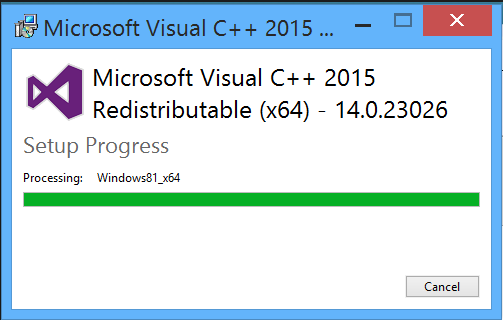 Microsoft Visual C++ 2015 ...
Microsoft Visual C++ 2015
Redistributable (x64) - 14.0.23026
Setup Progress
Processing: Windows81_x64
Cancel